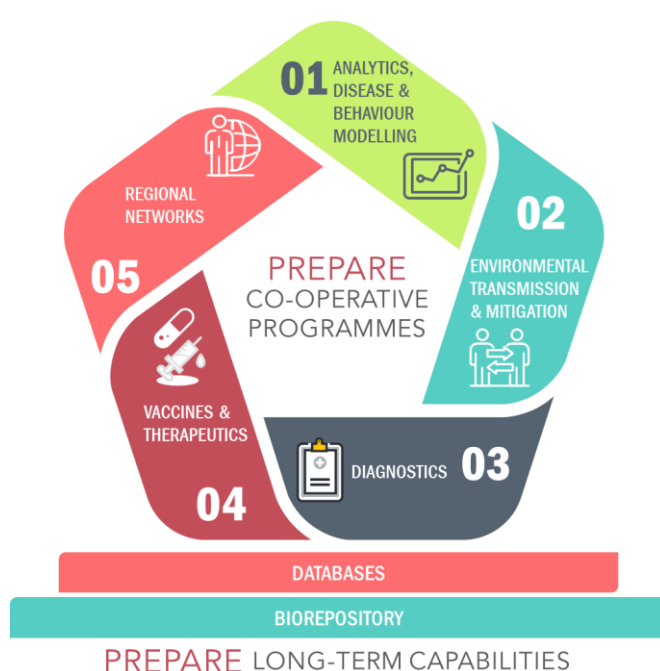 01 ANALYTICS,
DISEASE &
BEHAVIOUR
MODELLING
02
ENVIRONMENTAL
TRANSMISSION
& MITIGATION
DIAGNOSTICS 03
VACCINES &
THERAPEUTICS
04
REGIONAL
NETWORKS
05
PREPARE
CO-OPERATIVE
PROGRAMMES
DATABASES
BIOREPOSITORY
PREPARE LONG-TERM CAPABILITIES